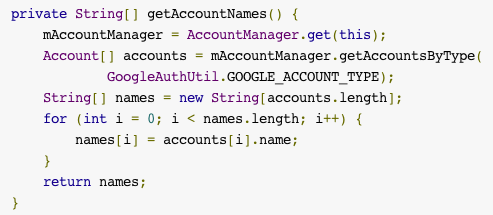 private String[] getAccountNames() {
    mAccountManager = AccountManager.get(this);
    Account[] accounts = mAccountManager.getAccountsByType(
            GoogleAuthUtil.GOOGLE_ACCOUNT_TYPE);
    String[] names = new String[accounts.length];
    for (int i = 0; i < names.length; i++) {
        names[i] = accounts[i].name;
    }
    return names;
}